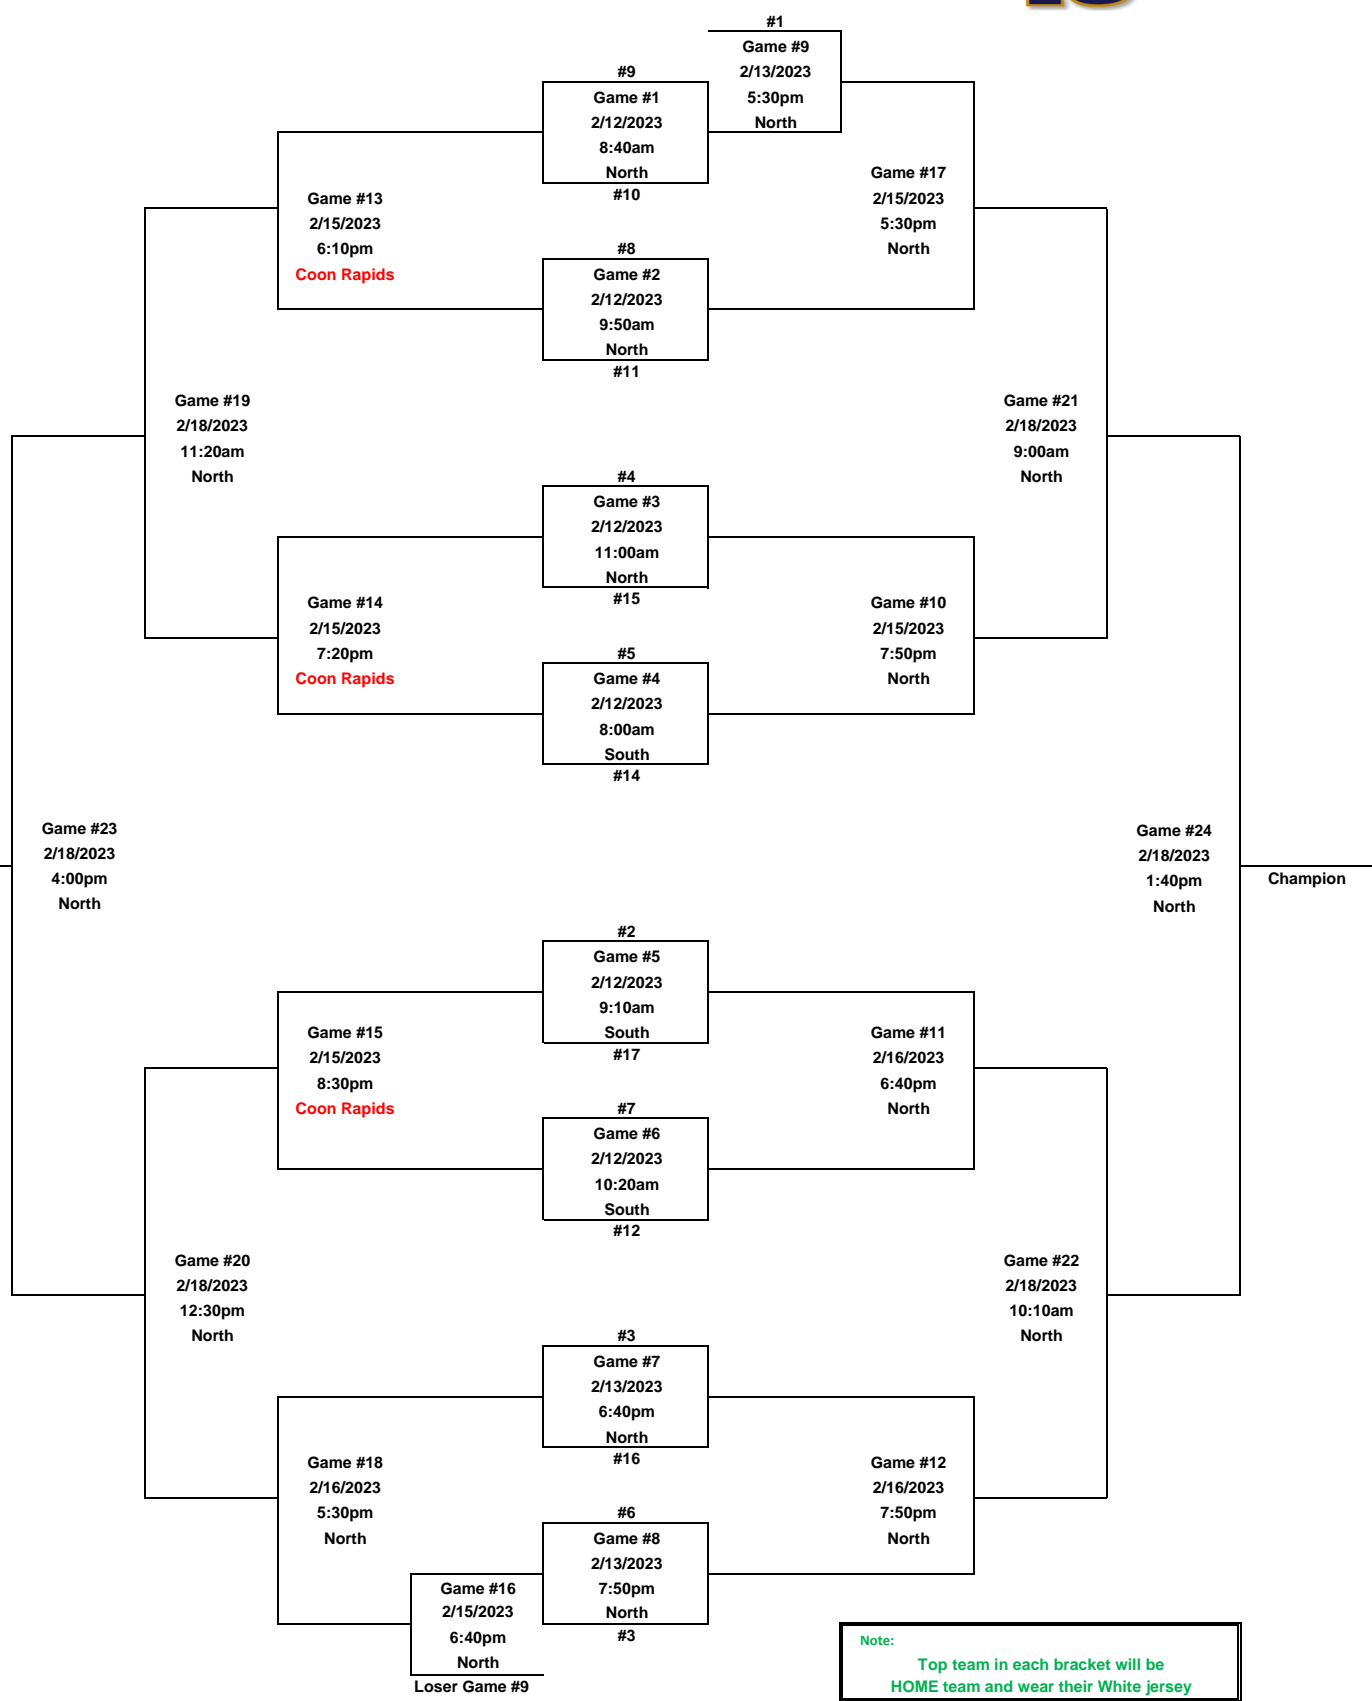 #1
Game #9
2/13/2023
5:30pm
North
#9
Game #1
2/12/2023
8:40am
North
#10
Game #13
2/15/2023
6:10pm
Coon Rapids
Game #17
2/15/2023
5:30pm
North
#8
Game #2
2/12/2023
9:50am
North
#11
Game #19
2/18/2023
11:20am
North
Game #21
2/18/2023
9:00am
North
#4
Game #3
2/12/2023
11:00am
North
#15
Game #14
2/15/2023
7:20pm
Coon Rapids
Game #10
2/15/2023
7:50pm
North
#5
Game #4
2/12/2023
8:00am
South
#14
Game #23
2/18/2023
4:00pm
North
Game #24
2/18/2023
1:40pm
North
Champion
#2
Game #5
2/12/2023
9:10am
South
#17
Game #15
2/15/2023
8:30pm
Coon Rapids
Game #11
2/16/2023
6:40pm
North
#7
Game #6
2/12/2023
10:20am
South
#12
Game #20
2/18/2023
12:30pm
North
Game #22
2/18/2023
10:10am
North
#3
Game #7
2/13/2023
6:40pm
North
#16
Game #18
2/16/2023
5:30pm
North
Game #12
2/16/2023
7:50pm
North
#6
Game #8
2/13/2023
7:50pm
North
#3
Game #16
2/15/2023
6:40pm
North
Loser Game #9
Note:
Top team in each bracket will be
HOME team and wear their White jersey